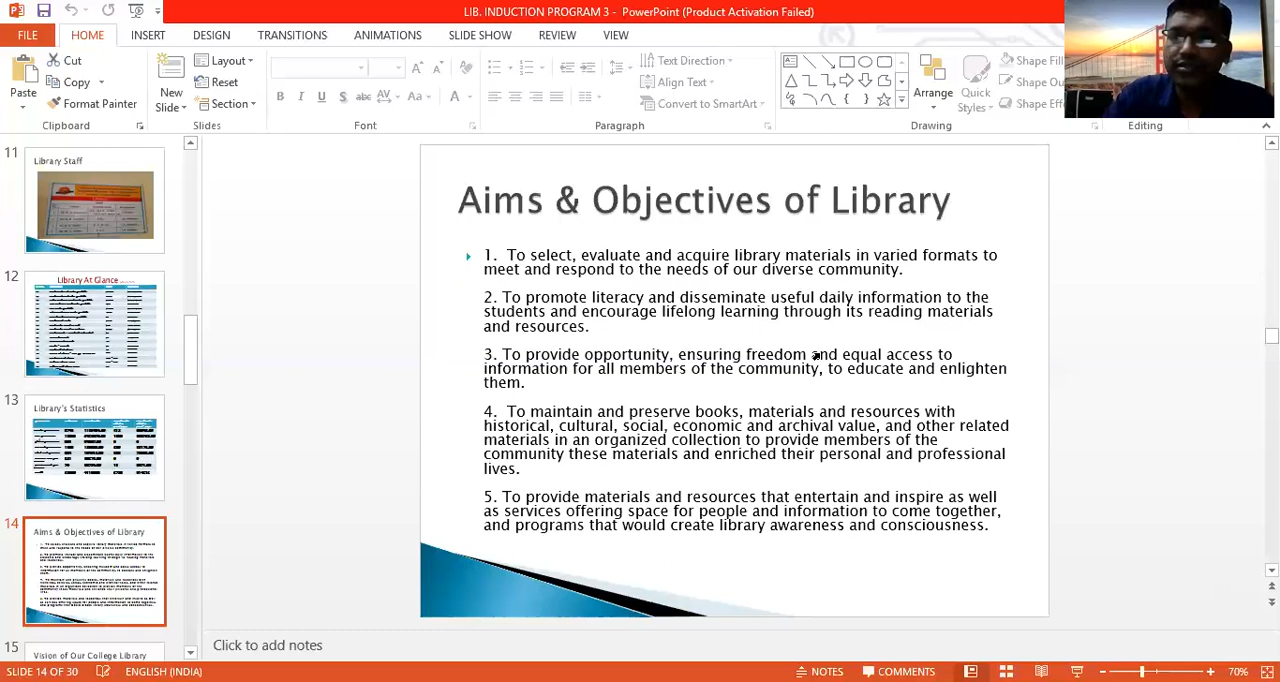 LIB. INDUCTION PROGRAM 3 - PowerPoint (Product Activation Failed)
FILE HOME INSERT DESIGN TRANSITIONS ANIMATIONS SLIDE SHOW REVIEW VIEW
Paste
Cut
Copy
Format Painter
Clipboard
New
Slide
Layout
Reset
Section
Slides
B I U S abc AV Aa A
Font
Text Direction
Align Text
Convert to SmartArt
Paragraph
Arrange
Quick
Styles
Shape Fill
Shape Ou
Shape Effe
Drawing
Editing
11
Library Staff
12
Library At Glance
13
Library's Statistics
14
Aims & Objectives of Library
15
Vision of Our College Library
Aims & Objectives of Library
1. To select, evaluate and acquire library materials in varied formats to
meet and respond to the needs of our diverse community.
2. To promote literacy and disseminate useful daily information to the
students and encourage lifelong learning through its reading materials
and resources.
3. To provide opportunity, ensuring freedom and equal access to
information for all members of the community, to educate and enlighten
them.
4. To maintain and preserve books, materials and resources with
historical, cultural, social, economic and archival value, and other related
materials in an organized collection to provide members of the
community these materials and enriched their personal and professional
lives.
5. To provide materials and resources that entertain and inspire as well
as services offering space for people and information to come together,
and programs that would create library awareness and consciousness.
Click to add notes
SLIDE 14 OF 30 ENGLISH (INDIA) NOTES COMMENTS 70%